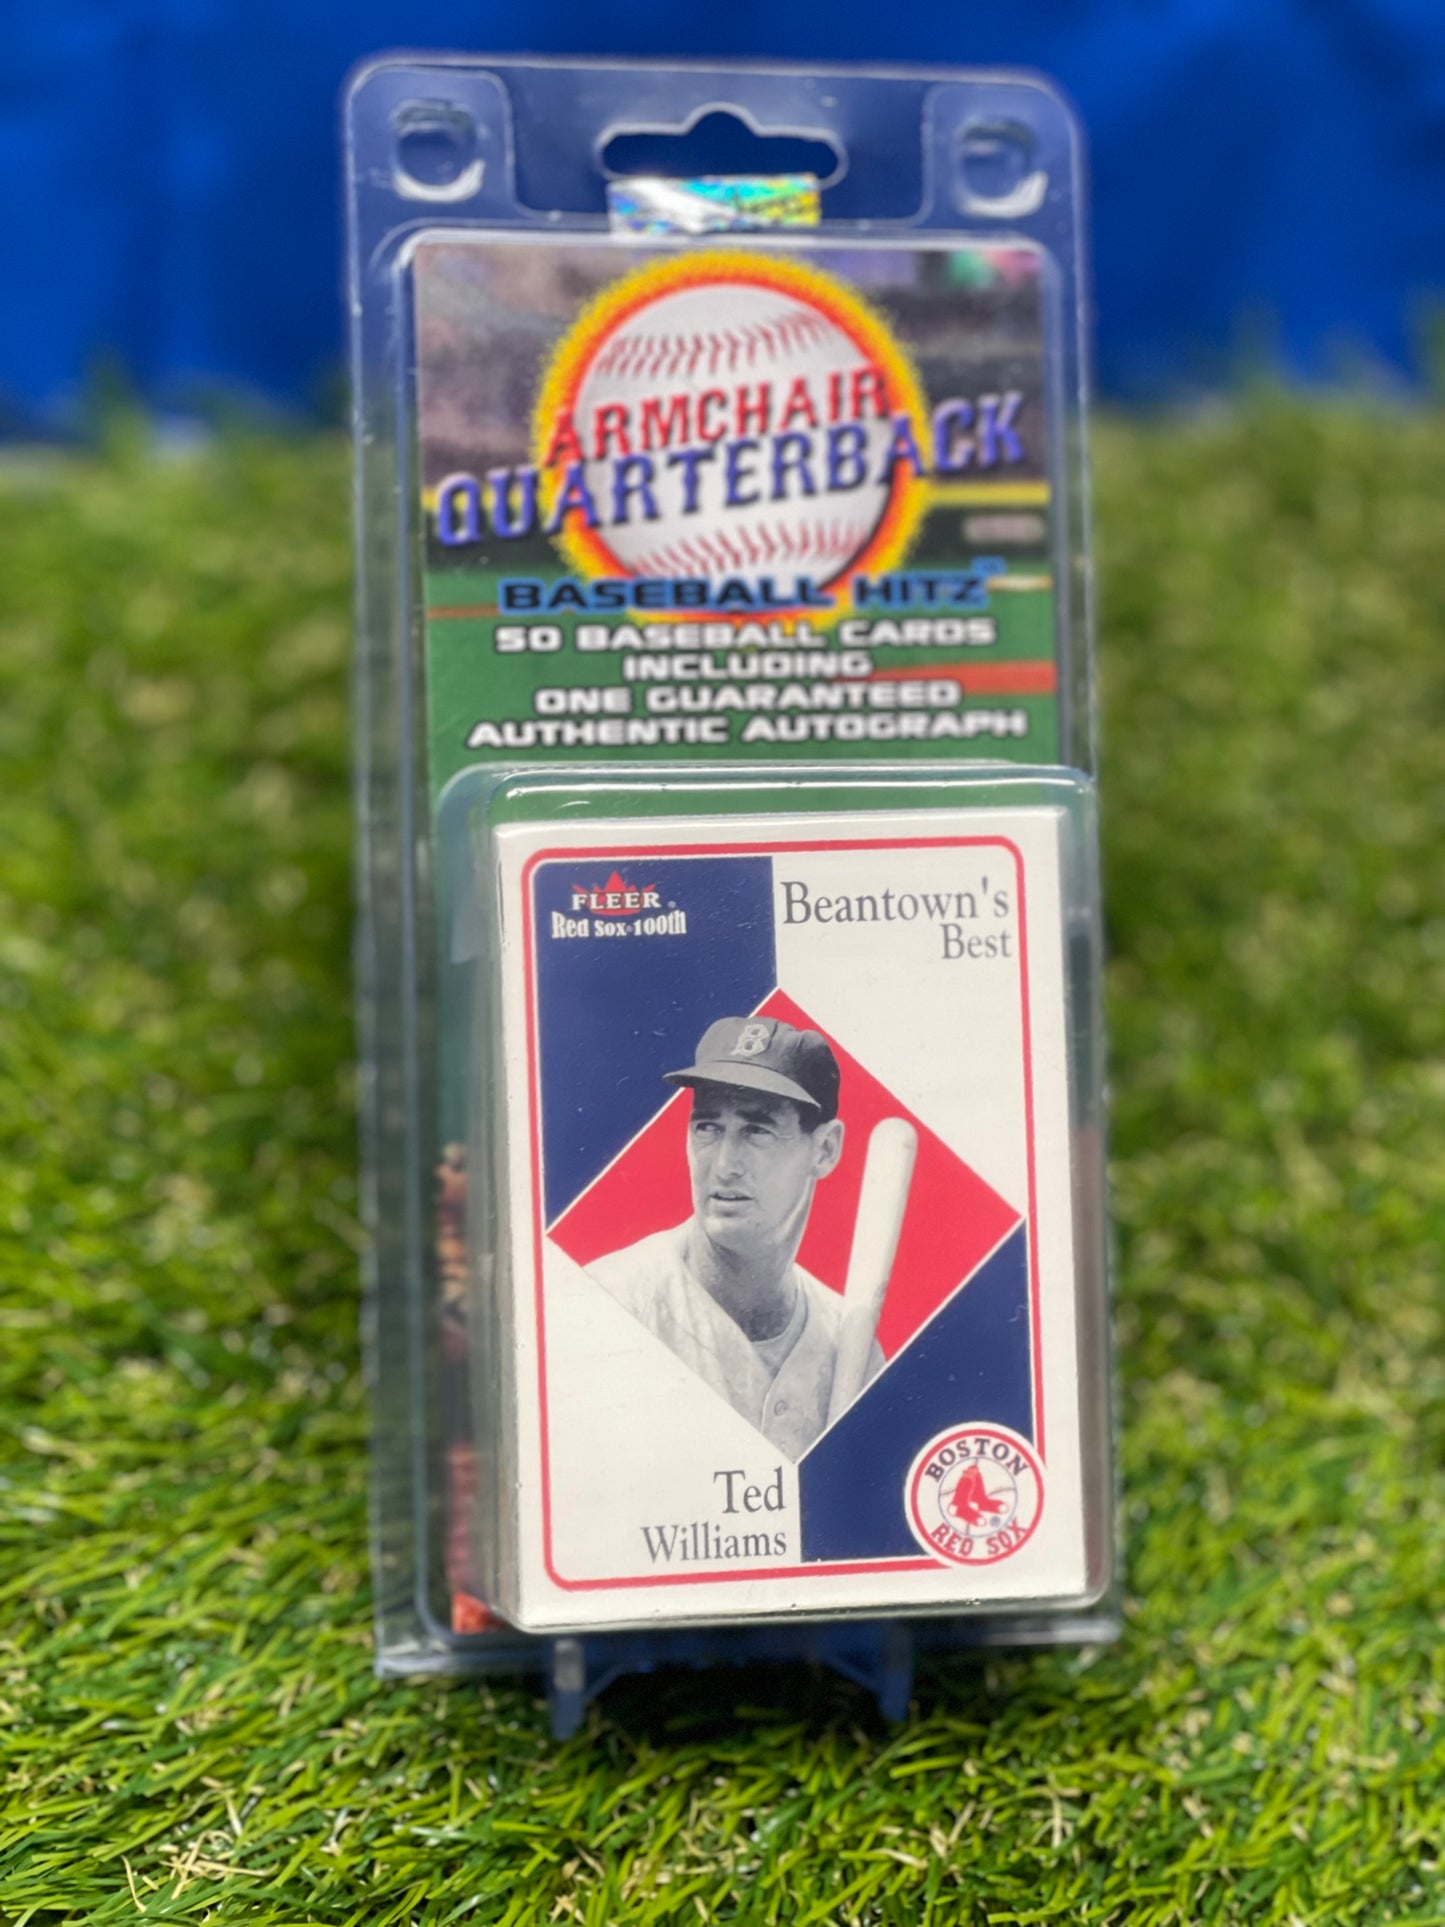 ARMCHAIR
QUARTERBACK
BASEBALL HITZ™
50 BASEBALL CARDS
INCLUDING
ONE GUARANTEED
AUTHENTIC AUTOGRAPH
FLEER®
Red Sox•100th
Beantown's
Best
B
Ted
Williams
BOSTON
RED SOX
®